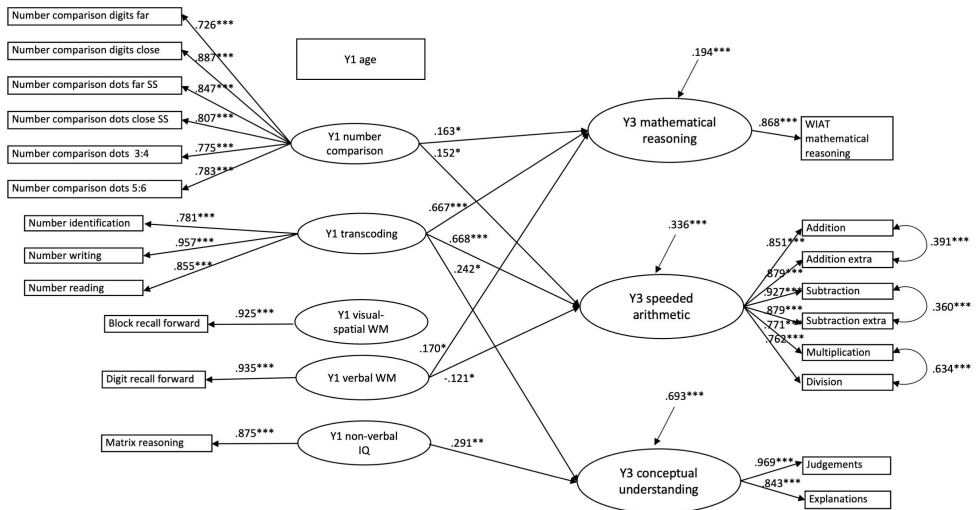 Number comparison digits far
.726***
Number comparison digits close
.887***
Number comparison dots far SS
.847***
Number comparison dots close SS
.807***
Number comparison dots 3:4
.775***
Number comparison dots 5:6
.783***
Y1 age
Y1 number
comparison
.163*
.152*
Number identification
.781***
Number writing
.957***
Number reading
.855***
Y1 transcoding
.667***
.668***
.242*
Block recall forward
.925***
Y1 visual-
spatial WM
Digit recall forward
.935***
Y1 verbal WM
.170*
-.121*
Matrix reasoning
.875***
Y1 non-verbal
IQ
.291**
.194***
Y3 mathematical
reasoning
.868***
WIAT
mathematical
reasoning
.336***
Y3 speeded
arithmetic
.851***
Addition
.879***
Addition extra
.391***
.927***
Subtraction
.879***
Subtraction extra
.360***
.771***
Multiplication
.762***
Division
.634***
.693***
Y3 conceptual
understanding
.969***
Judgements
.843***
Explanations